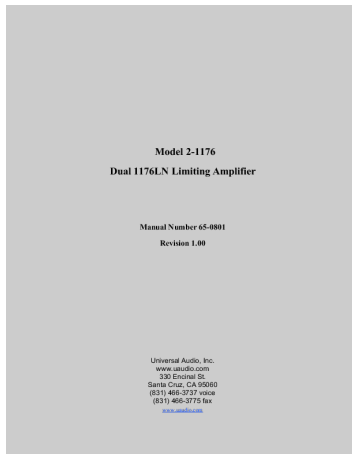 Model 2-1176
Dual 1176LN Limiting Amplifier
Manual Number 65-0801
Revision 1.00
Universal Audio, Inc.
www.uaudio.com
330 Encinal St.
Santa Cruz, CA 95060
(831) 466-3737 voice
(831) 466-3775 fax
www.uaudio.com